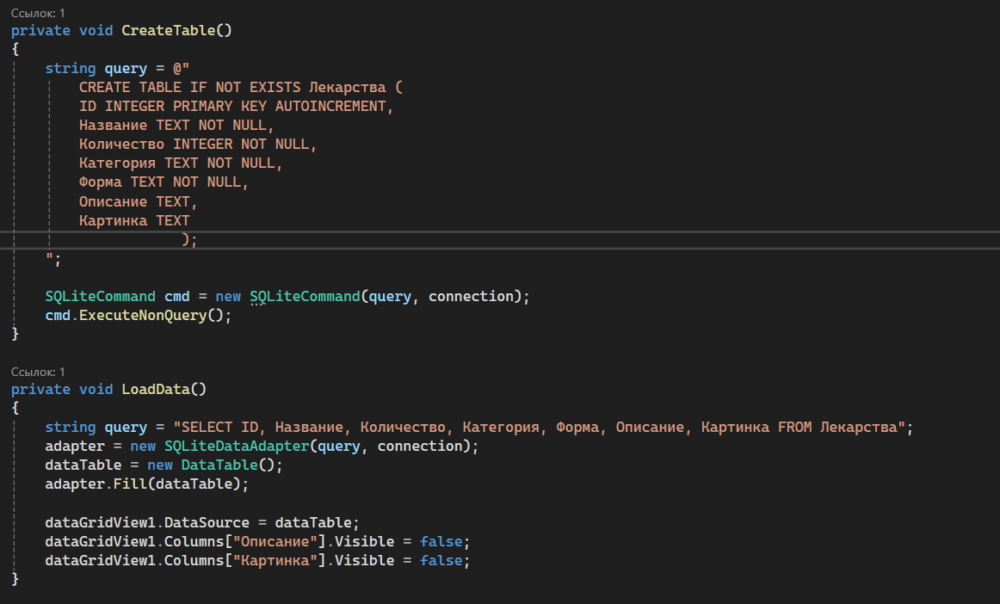 Ссылок: 1
private void CreateTable()
{
string query = @"
CREATE TABLE IF NOT EXISTS Лекарства (
ID INTEGER PRIMARY KEY AUTOINCREMENT,
Название TEXT NOT NULL,
Количество INTEGER NOT NULL,
Категория TEXT NOT NULL,
Форма TEXT NOT NULL,
Описание TEXT,
Картинка TEXT
);
";
SQLiteCommand cmd = new SQLiteCommand(query, connection);
cmd.ExecuteNonQuery();
}
Ссылок: 1
private void LoadData()
{
string query = "SELECT ID, Название, Количество, Категория, Форма, Описание, Картинка FROM Лекарства";
adapter = new SQLiteDataAdapter(query, connection);
dataTable = new DataTable();
adapter.Fill(dataTable);
dataGridView1.DataSource = dataTable;
dataGridView1.Columns["Описание"].Visible = false;
dataGridView1.Columns["Картинка"].Visible = false;
}